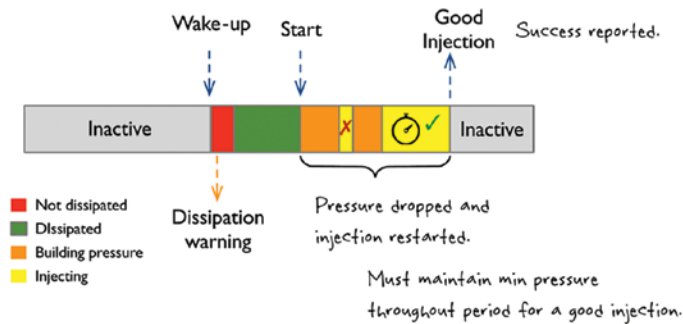 Wake-up
Start
Good
Injection
Success reported.
Inactive
✗
✓
Inactive
Not dissipated
DIssipated
Building pressure
Injecting
Dissipation
warning
Pressure dropped and
injection restarted.
Must maintain min pressure
throughout period for a good injection.